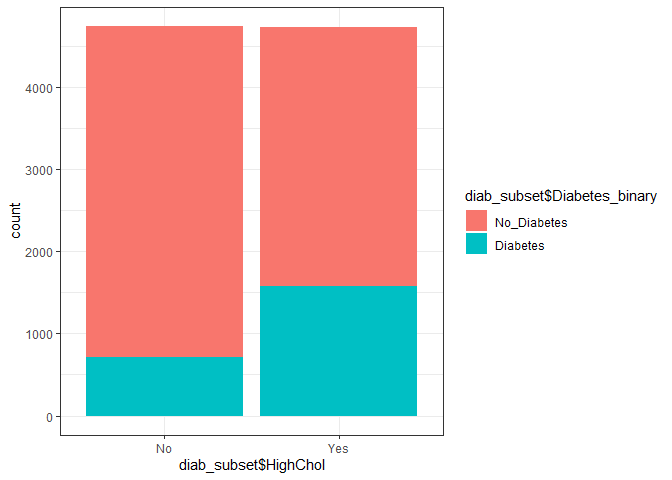 4000
3000
2000
1000
0
count
No Yes
diab_subset$HighChol
diab_subset$Diabetes_binary
No_Diabetes
Diabetes